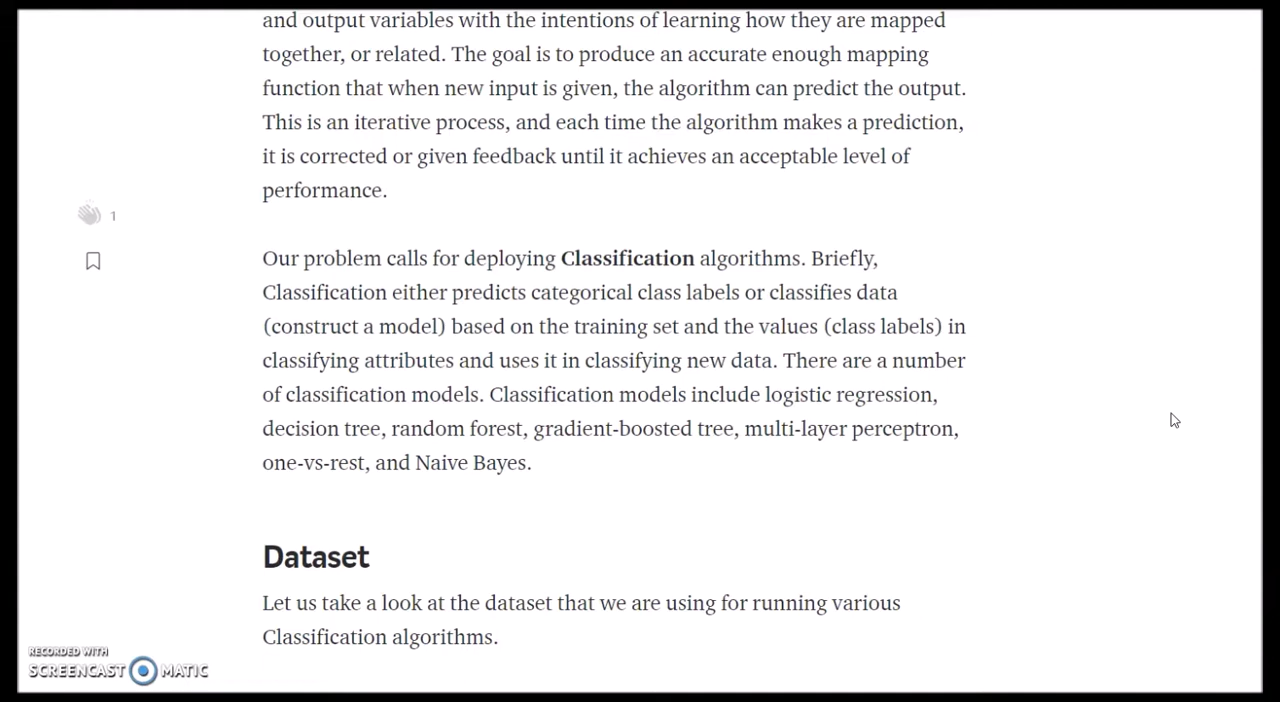 and output variables with the intentions of learning how they are mapped
together, or related. The goal is to produce an accurate enough mapping
function that when new input is given, the algorithm can predict the output.
This is an iterative process, and each time the algorithm makes a prediction,
it is corrected or given feedback until it achieves an acceptable level of
performance.
1
Our problem calls for deploying Classification algorithms. Briefly,
Classification either predicts categorical class labels or classifies data
(construct a model) based on the training set and the values (class labels) in
classifying attributes and uses it in classifying new data. There are a number
of classification models. Classification models include logistic regression,
decision tree, random forest, gradient-boosted tree, multi-layer perceptron,
one-vs-rest, and Naive Bayes.
Dataset
Let us take a look at the dataset that we are using for running various
Classification algorithms.
RECORDED WITH
SCREENCAST MATIC